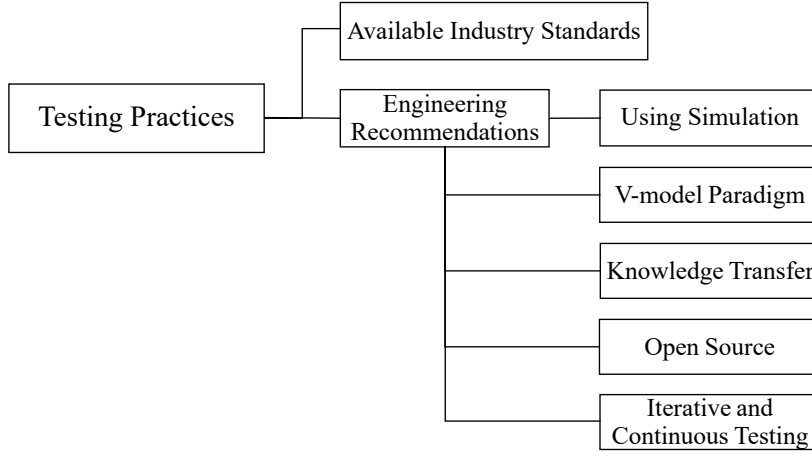 Available Industry Standards
Testing Practices
Engineering
Recommendations
Using Simulation
V-model Paradigm
Knowledge Transfer
Open Source
Iterative and
Continuous Testing